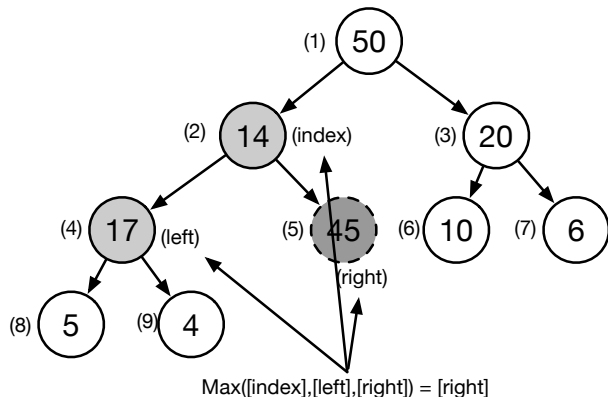 (1) 50
(2) 14 (index) (3) 20
(4) 17 (left) (5) 45 (6) 10 (7) 6
(right)
(8) 5 (9) 4
Max([index],[left],[right]) = [right]